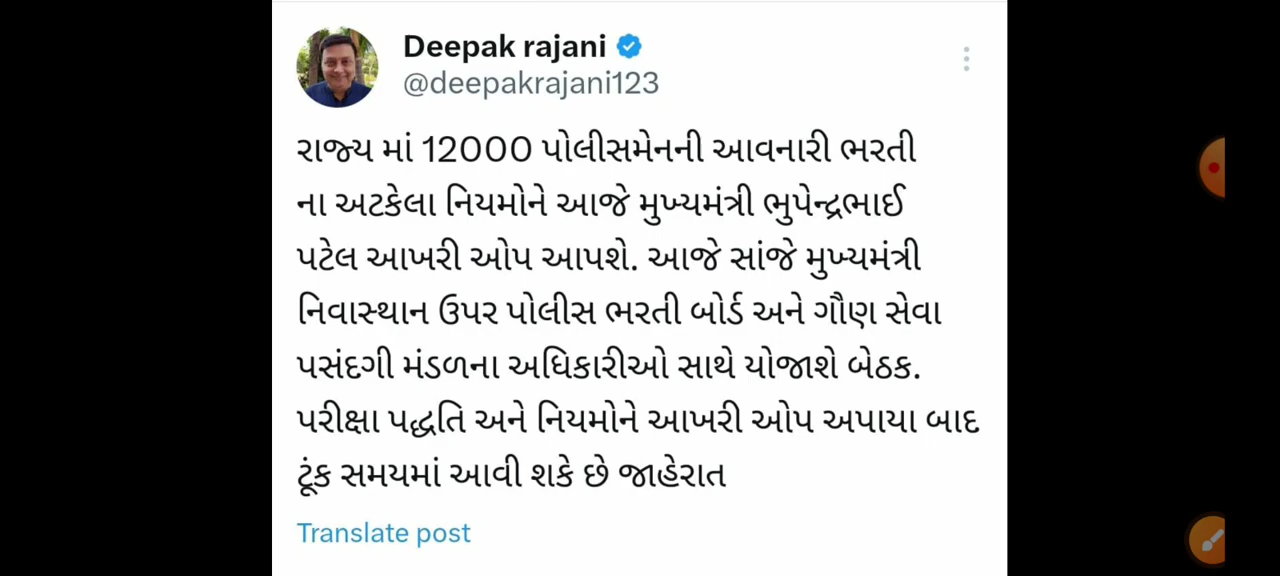 Deepak rajani
@deepakrajani123
રાજ્ય માં 12000 પોલીસમેનની આવનારી ભરતી
ના અટકેલા નિયમોને આજે મુખ્યમંત્રી ભુપેન્દ્રભાઈ
પટેલ આખરી ઓપ આપશે. આજે સાંજે મુખ્યમંત્રી
નિવાસ્થાન ઉપર પોલીસ ભરતી બોર્ડ અને ગૌણ સેવા
પસંદગી મંડળના અધિકારીઓ સાથે યોજાશે બેઠક.
પરીક્ષા પદ્ધતિ અને નિયમોને આખરી ઓપ અપાયા બાદ
ટૂંક સમયમાં આવી શકે છે જાહેરાત
Translate post